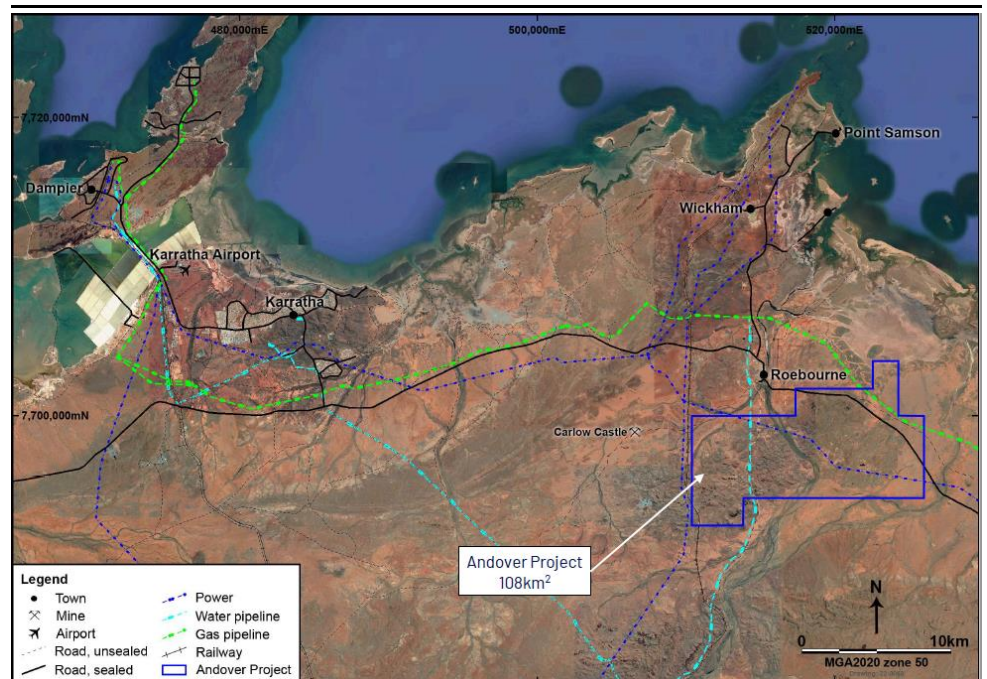 480,000mE
500,000mE
520,000mE
7,720,000mN
Point Samson
Dampier
Wickham
Karratha Airport
Karratha
Roebourne
7,700,000mN
Carlow Castle
Andover Project
108km²
Legend
Town
Mine
Airport
Road, unsealed
Road, sealed
Power
Water pipeline
Gas pipeline
Railway
Andover Project
N
0 10km
MGA2020 zone 50